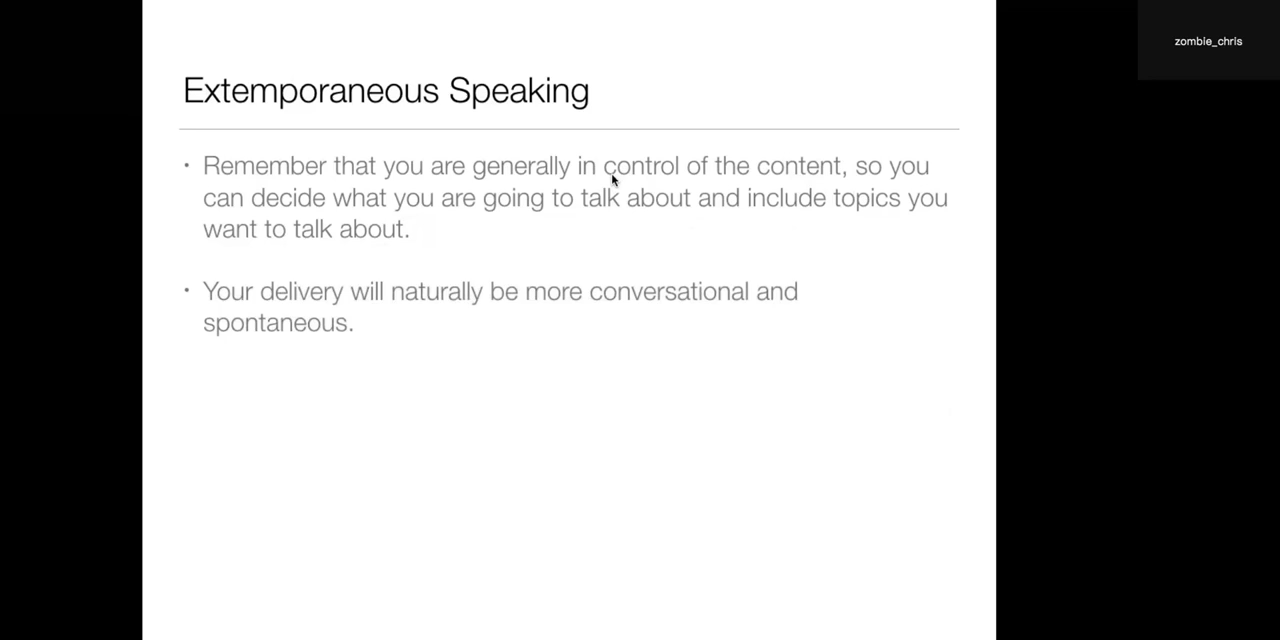 zombie_chris
Extemporaneous Speaking
• Remember that you are generally in control of the content, so you
can decide what you are going to talk about and include topics you
want to talk about.
• Your delivery will naturally be more conversational and
spontaneous.